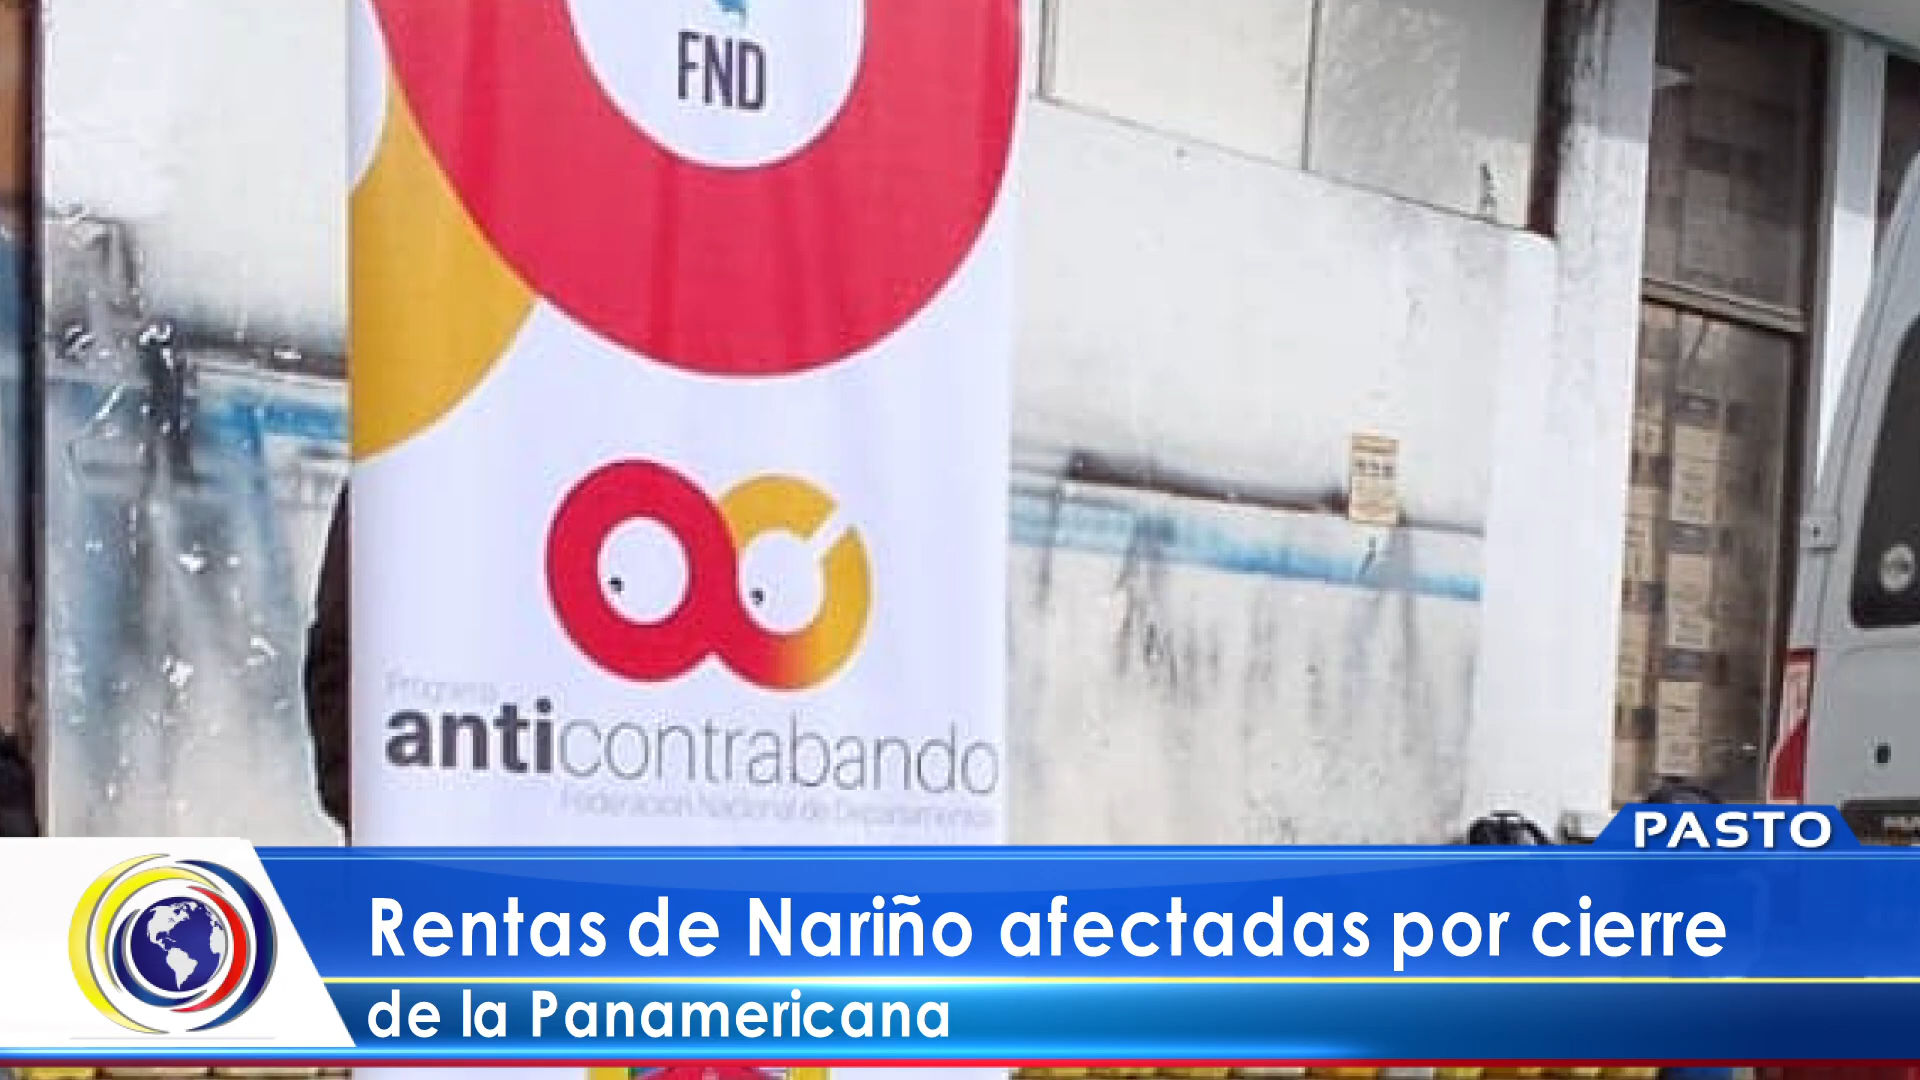 FND
Programa
anticontrabando
Federación Nacional de Departamentos
PASTO
Rentas de Nariño afectadas por cierre
de la Panamericana